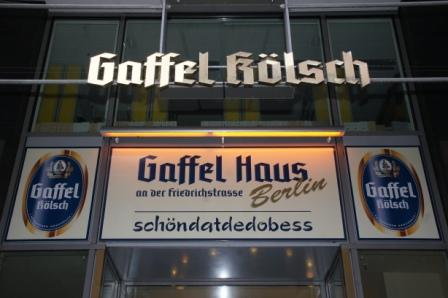 Gaffel Kölsch
Gaffel Haus
an der Friedrichstrasse
Berlin
schöndatdedobess
Gaffel
Kölsch
Gaffel
Kölsch